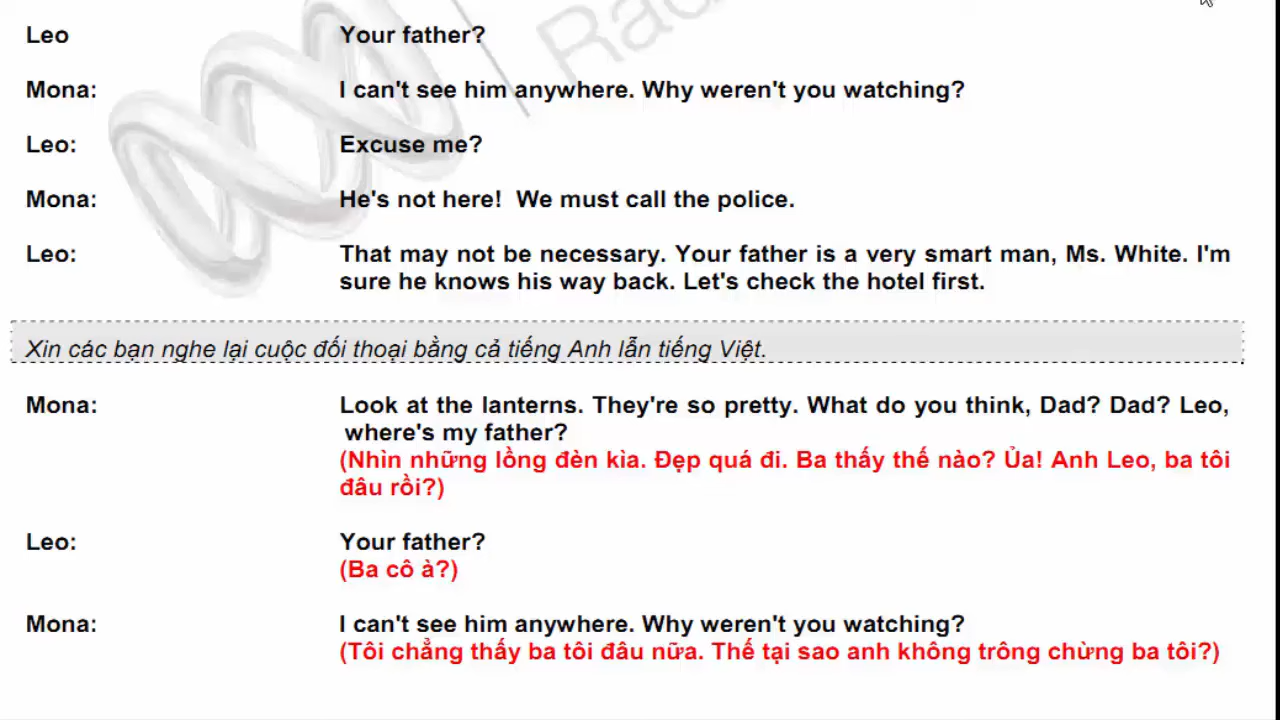 Leo Your father?
Mona: I can't see him anywhere. Why weren't you watching?
Leo: Excuse me?
Mona: He's not here! We must call the police.
Leo: That may not be necessary. Your father is a very smart man, Ms. White. I'm
sure he knows his way back. Let's check the hotel first.
Xin các bạn nghe lại cuộc đối thoại bằng cả tiếng Anh lẫn tiếng Việt.
Mona: Look at the lanterns. They're so pretty. What do you think, Dad? Dad? Leo,
where's my father?
(Nhìn những lồng đèn kìa. Đẹp quá đi. Ba thấy thế nào? Ủa! Anh Leo, ba tôi
đâu rồi?)
Leo: Your father?
(Ba cô à?)
Mona: I can't see him anywhere. Why weren't you watching?
(Tôi chẳng thấy ba tôi đâu nữa. Thế tại sao anh không trông chừng ba tôi?)